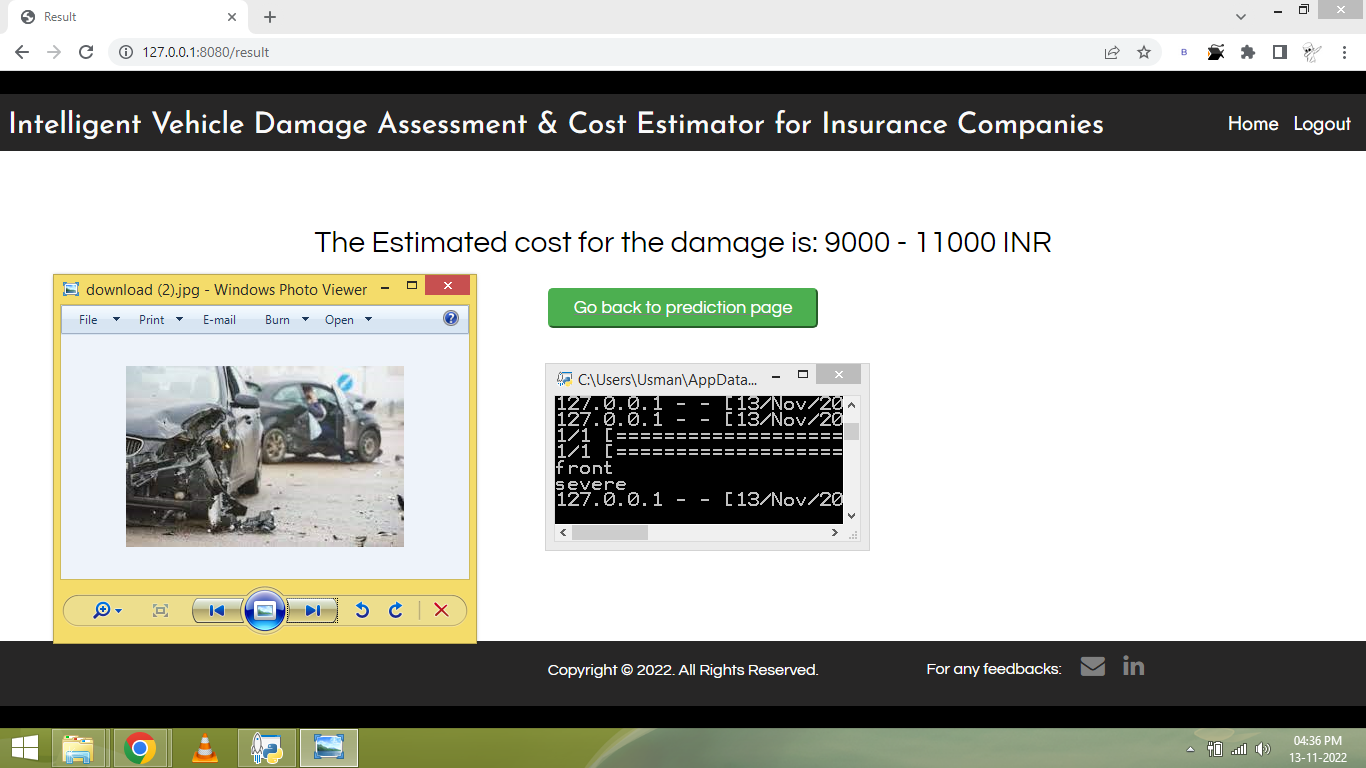 Result
127.0.0.1:8080/result
B
Intelligent Vehicle Damage Assessment & Cost Estimator for Insurance Companies
Home Logout
The Estimated cost for the damage is: 9000 - 11000 INR
download (2).jpg - Windows Photo Viewer
File Print E-mail Burn Open
Go back to prediction page
C:\Users\Usman\AppData...
127.0.0.1 - - [13/Nov/20
127.0.0.1 - - [13/Nov/20
1/1 [===================
1/1 [===================
front
severe
127.0.0.1 - - [13/Nov/20
Copyright © 2022. All Rights Reserved.
For any feedbacks:
in
04:36 PM
13-11-2022